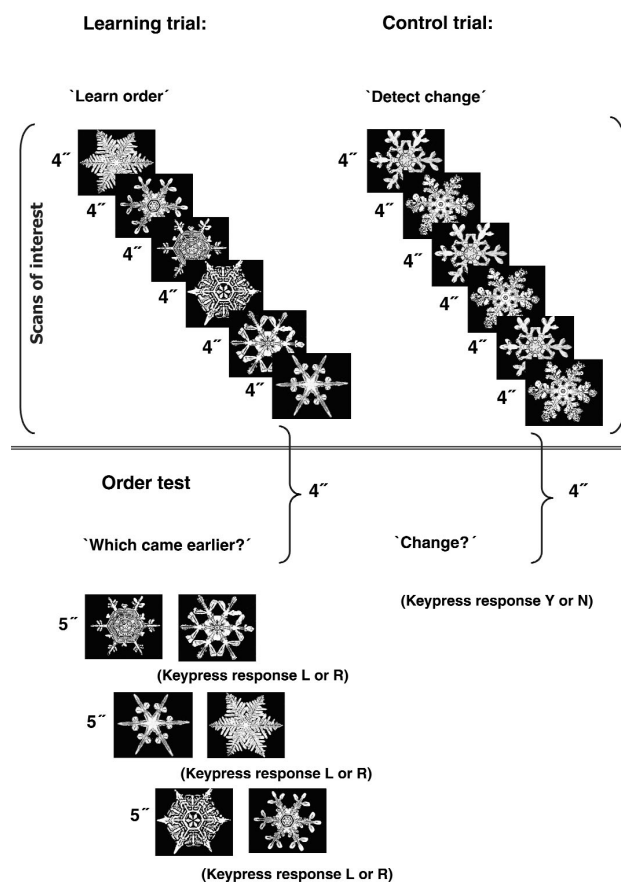 Learning trial:
Control trial:
`Learn order´
`Detect change´
Scans of interest
4˝
4˝
4˝
4˝
4˝
4˝
4˝
4˝
4˝
4˝
4˝
4˝
Order test
4˝
4˝
`Which came earlier?´
`Change?´
(Keypress response Y or N)
5˝
(Keypress response L or R)
5˝
(Keypress response L or R)
5˝
(Keypress response L or R)